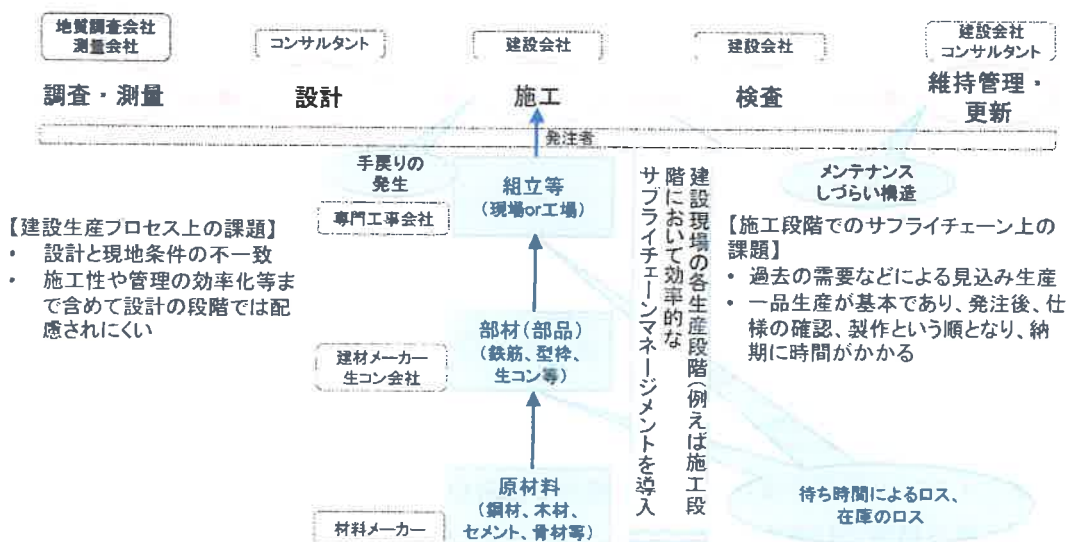 地質調査会社
測量会社
コンサルタント
建設会社
建設会社
建設会社
コンサルタント
調査・測量
設計
施工
検査
維持管理・
更新
発注者
手戻りの
発生
メンテナンス
しづらい構造
組立等
(現場or工場)
専門工事会社
【建設生産プロセス上の課題】
• 設計と現地条件の不一致
• 施工性や管理の効率化等ま
で含めて設計の段階では配
慮されにくい
建設現場の各生産段階(例えば施工段
階において効率的な
サプライチェーンマネージメントを導入
【施工段階でのサプライチェーン上の
課題】
• 過去の需要などによる見込み生産
• 一品生産が基本であり、発注後、仕
様の確認、製作という順となり、納
期に時間がかかる
部材(部品)
(鉄筋、型枠、
生コン等)
建材メーカー
生コン会社
原材料
(鋼材、木材、
セメント、骨材等)
材料メーカー
待ち時間によるロス、
在庫のロス